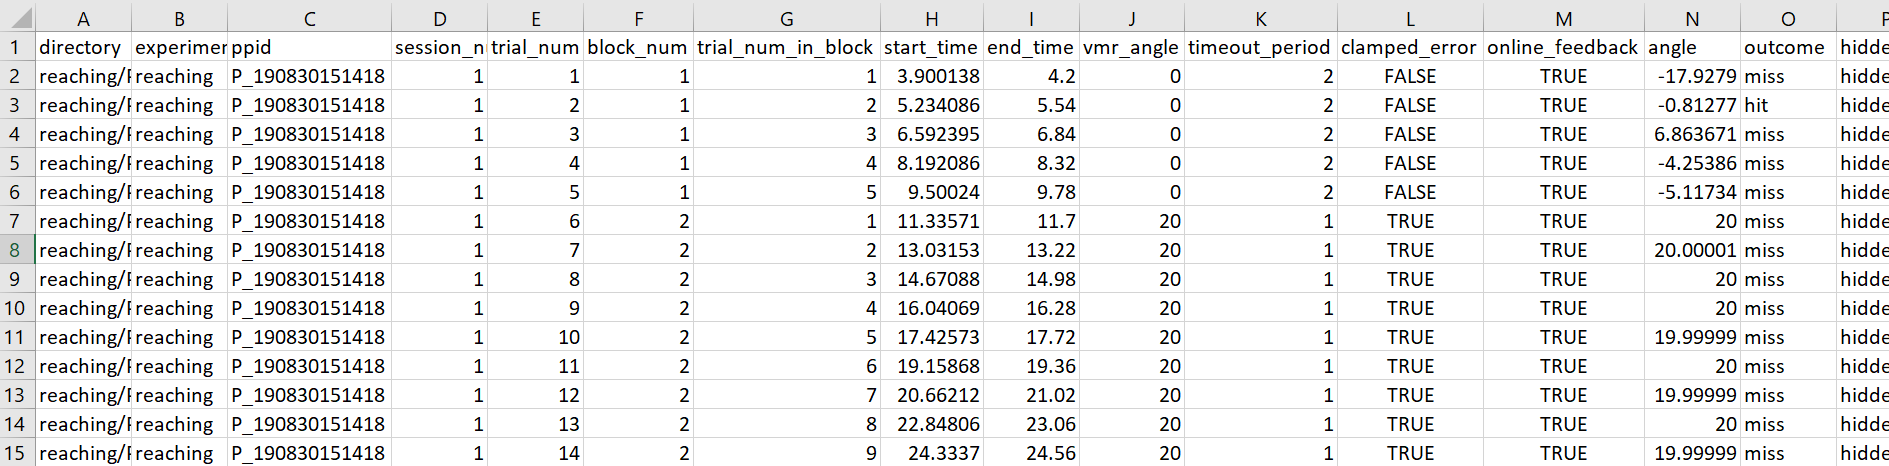 A B C D E F G H I J K L M N O P
1 directory experimer ppid session_n trial_num block_num trial_num_in_block start_time end_time vmr_angle timeout_period clamped_error online_feedback angle outcome hidde
2 reaching/F reaching P_190830151418 1 1 1 1 3.900138 4.2 0 2 FALSE TRUE -17.9279 miss hidde
3 reaching/F reaching P_190830151418 1 2 1 2 5.234086 5.54 0 2 FALSE TRUE -0.81277 hit hidde
4 reaching/F reaching P_190830151418 1 3 1 3 6.592395 6.84 0 2 FALSE TRUE 6.863671 miss hidde
5 reaching/F reaching P_190830151418 1 4 1 4 8.192086 8.32 0 2 FALSE TRUE -4.25386 miss hidde
6 reaching/F reaching P_190830151418 1 5 1 5 9.50024 9.78 0 2 FALSE TRUE -5.11734 miss hidde
7 reaching/F reaching P_190830151418 1 6 2 1 11.33571 11.7 20 1 TRUE TRUE 20 miss hidde
8 reaching/F reaching P_190830151418 1 7 2 2 13.03153 13.22 20 1 TRUE TRUE 20.00001 miss hidde
9 reaching/F reaching P_190830151418 1 8 2 3 14.67088 14.98 20 1 TRUE TRUE 20 miss hidde
10 reaching/F reaching P_190830151418 1 9 2 4 16.04069 16.28 20 1 TRUE TRUE 20 miss hidde
11 reaching/F reaching P_190830151418 1 10 2 5 17.42573 17.72 20 1 TRUE TRUE 19.99999 miss hidde
12 reaching/F reaching P_190830151418 1 11 2 6 19.15868 19.36 20 1 TRUE TRUE 20 miss hidde
13 reaching/F reaching P_190830151418 1 12 2 7 20.66212 21.02 20 1 TRUE TRUE 19.99999 miss hidde
14 reaching/F reaching P_190830151418 1 13 2 8 22.84806 23.06 20 1 TRUE TRUE 20 miss hidde
15 reaching/F reaching P_190830151418 1 14 2 9 24.3337 24.56 20 1 TRUE TRUE 19.99999 miss hidde